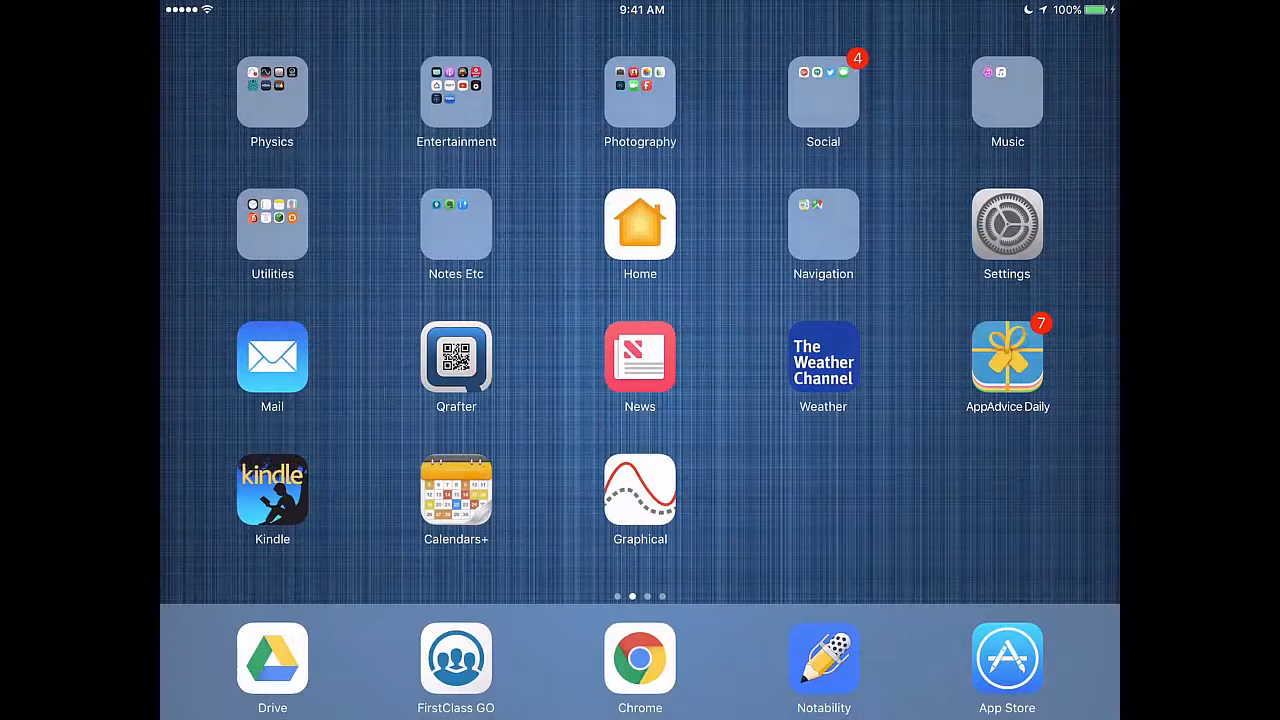 9:41 AM
100%
4
Physics
Entertainment
Photography
Social
Music
Utilities
Notes Etc
Home
Navigation
Settings
The
Weather
Channel
7
Mail
Qrafter
News
Weather
AppAdvice Daily
kindle
Kindle
Calendars+
Graphical
Drive
FirstClass GO
Chrome
Notability
App Store